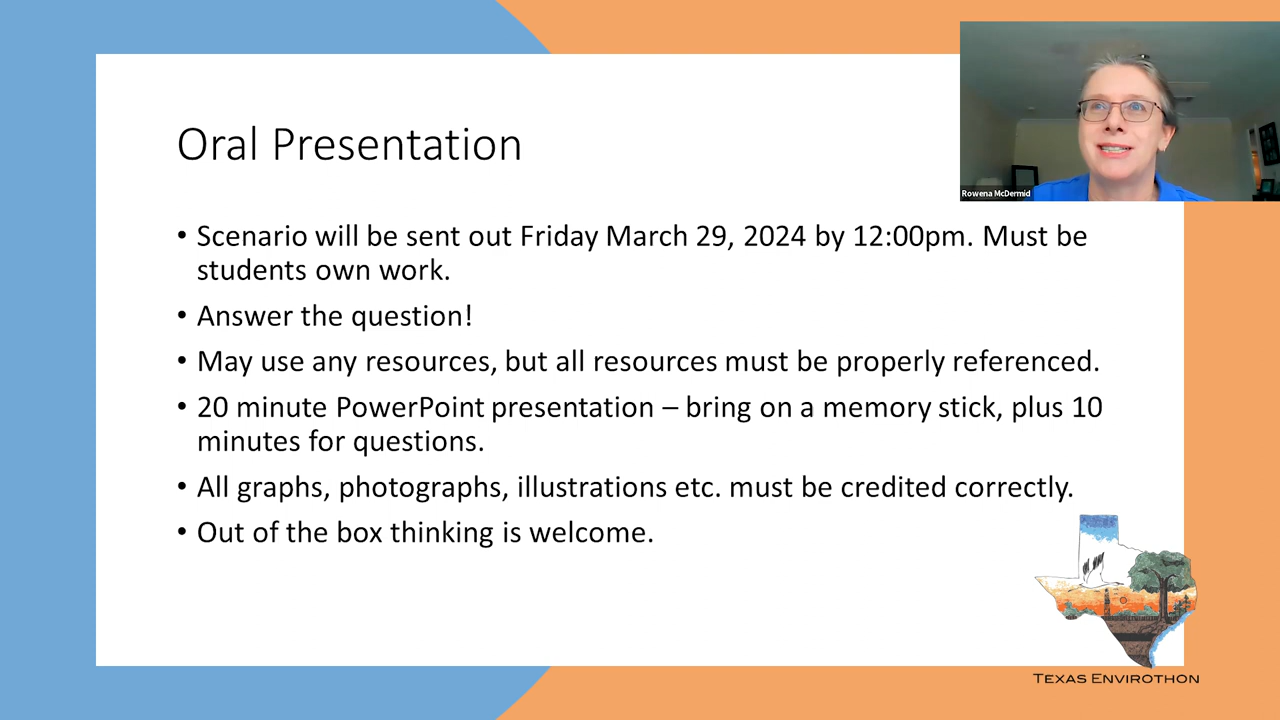 Oral Presentation
Rowena McDermid
• Scenario will be sent out Friday March 29, 2024 by 12:00pm. Must be
students own work.
• Answer the question!
• May use any resources, but all resources must be properly referenced.
• 20 minute PowerPoint presentation – bring on a memory stick, plus 10
minutes for questions.
• All graphs, photographs, illustrations etc. must be credited correctly.
• Out of the box thinking is welcome.
TEXAS ENVIROTHON